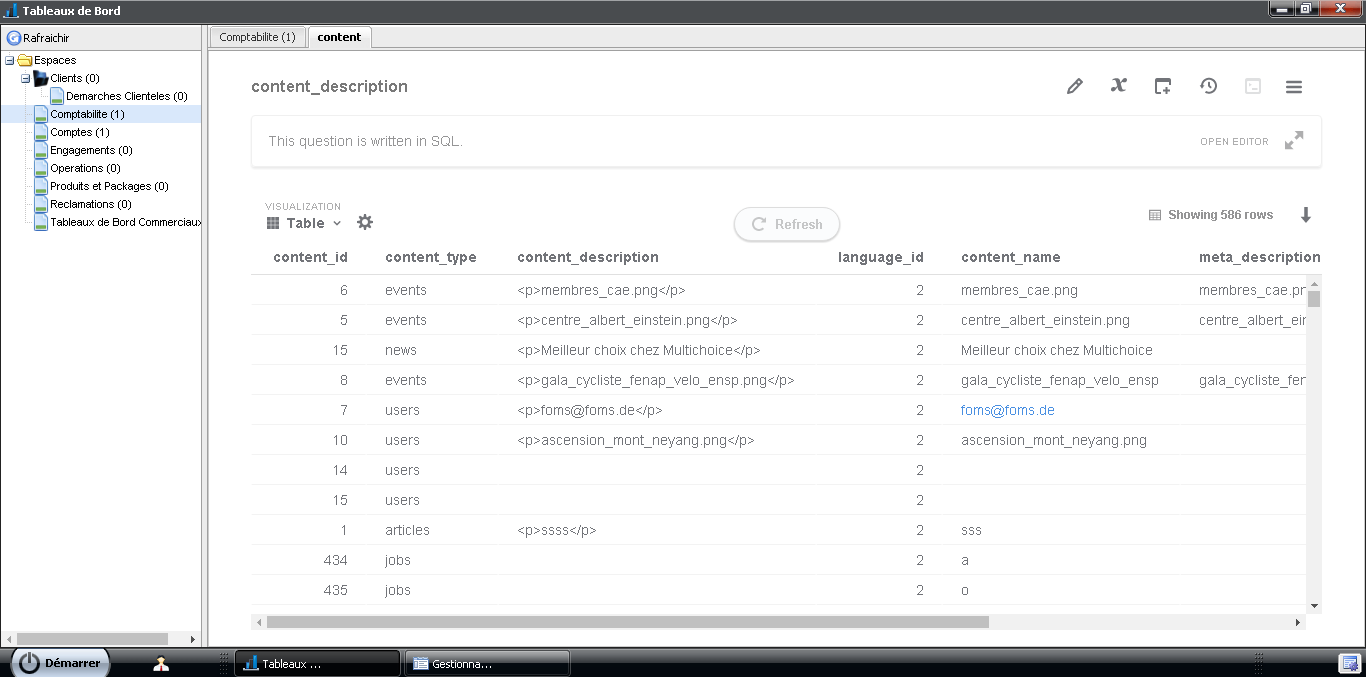 Tableaux de Bord
Rafraichir
Espaces
Clients (0)
Demarches Clienteles (0)
Comptabilite (1)
Comptes (1)
Engagements (0)
Operations (0)
Produits et Packages (0)
Reclamations (0)
Tableaux de Bord Commerciaux
Comptabilite (1) content
content_description
This question is written in SQL. OPEN EDITOR
VISUALIZATION
Table Refresh Showing 586 rows
content_id content_type content_description language_id content_name meta_description
6 events <p>membres_cae.png</p> 2 membres_cae.png membres_cae.pn
5 events <p>centre_albert_einstein.png</p> 2 centre_albert_einstein.png centre_albert_ein
15 news <p>Meilleur choix chez Multichoice</p> 2 Meilleur choix chez Multichoice
8 events <p>gala_cycliste_fenap_velo_ensp.png</p> 2 gala_cycliste_fenap_velo_ensp gala_cycliste_fen
7 users <p>foms@foms.de</p> 2 foms@foms.de
10 users <p>ascension_mont_neyang.png</p> 2 ascension_mont_neyang.png
14 users 2
15 users 2
1 articles <p>ssss</p> 2 sss
434 jobs 2 a
435 jobs 2 o
Démarrer Tableaux ... Gestionna...